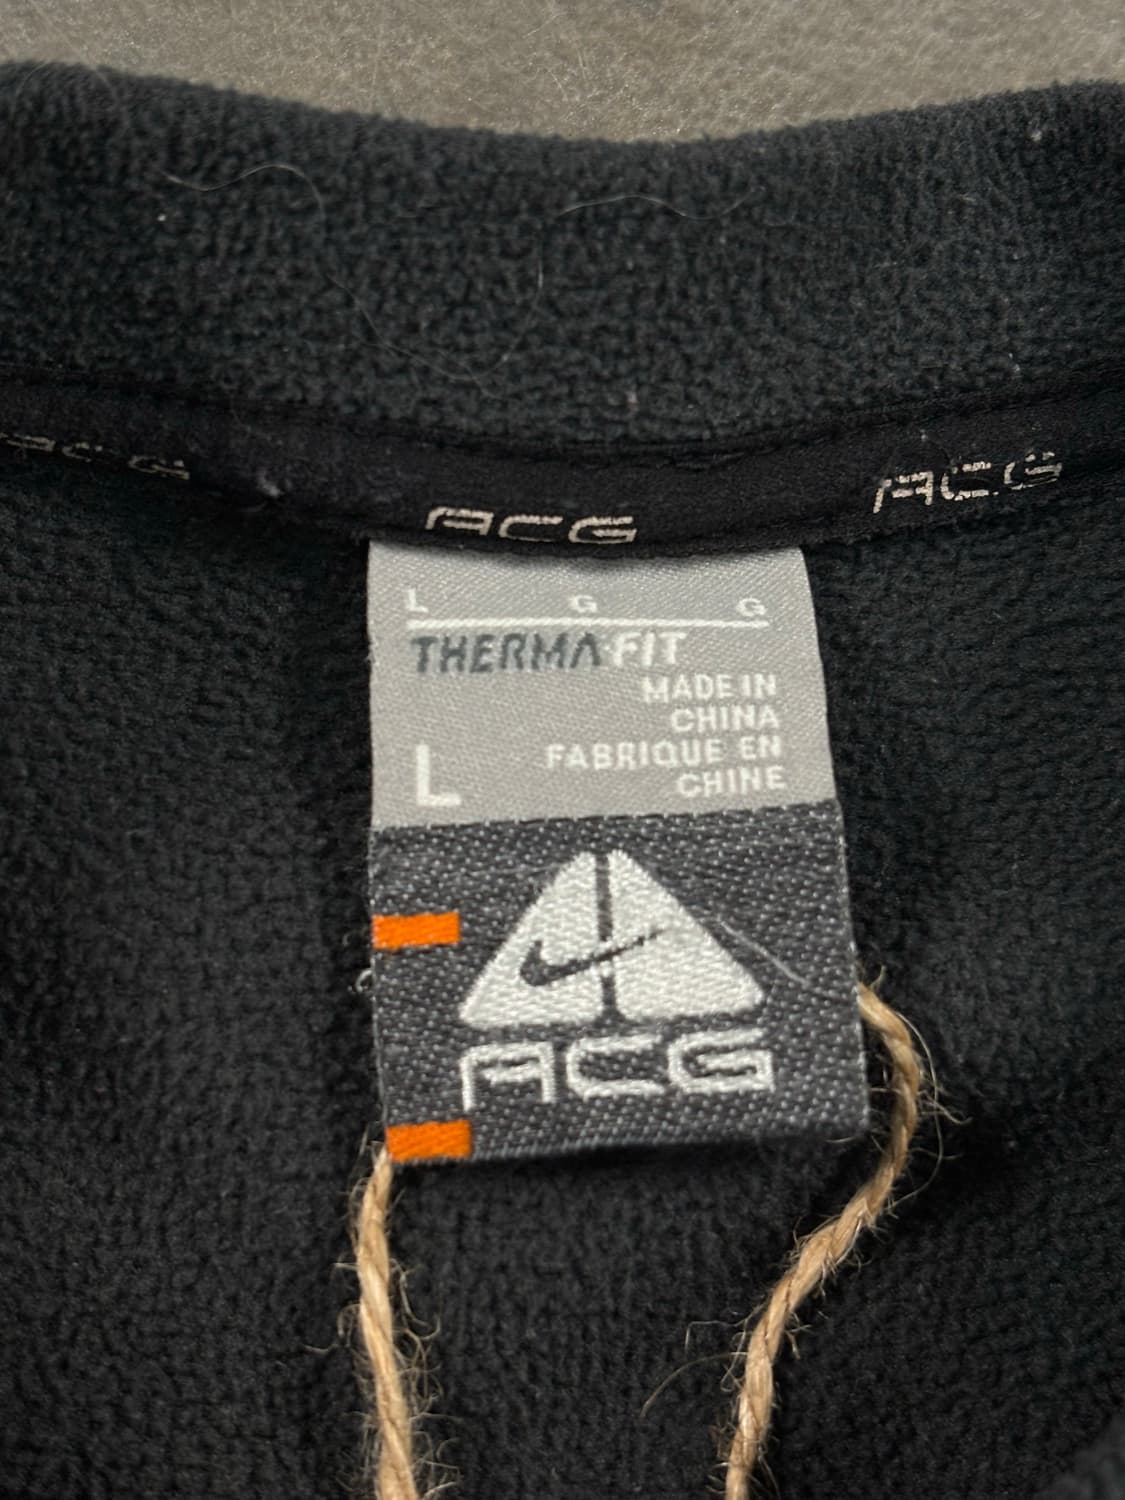 ACG
ACG
ACG
L G G
THERMA-FIT
MADE IN
CHINA
L
FABRIQUE EN
CHINE
ACG